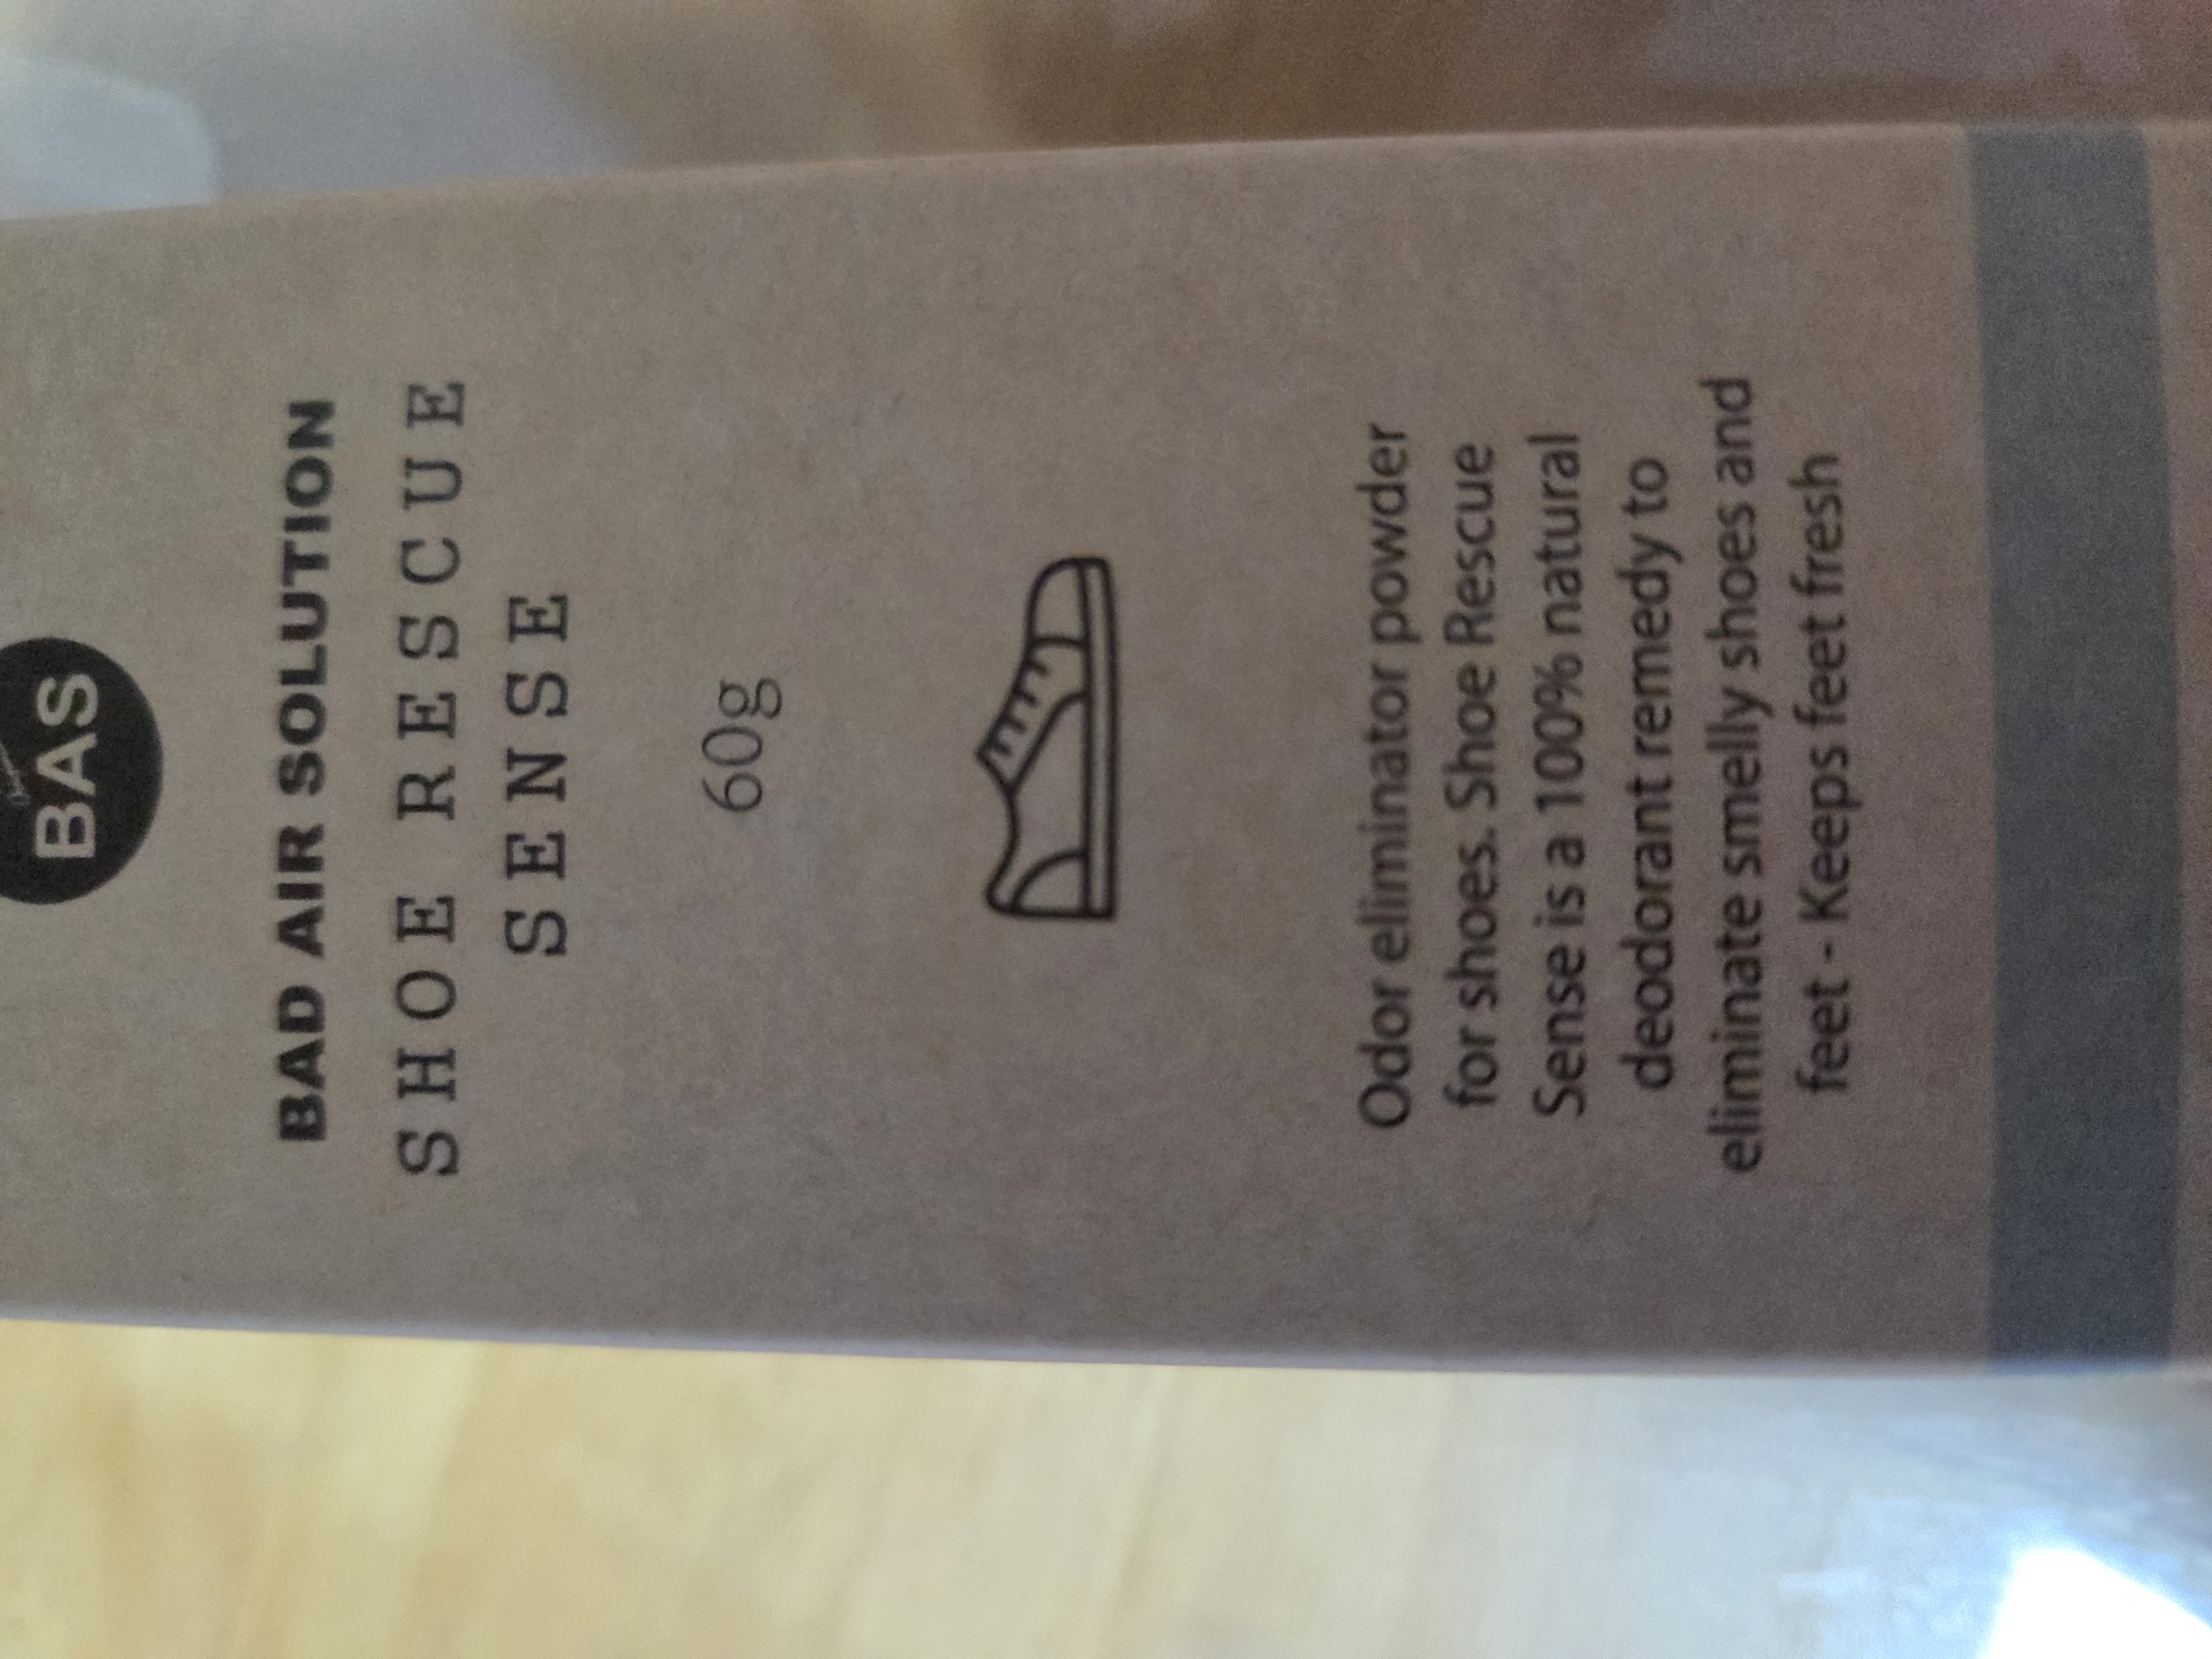 BAS
BAD AIR SOLUTION
SHOE RESCUE
SENSE
60g
Odor eliminator powder
for shoes. Shoe Rescue
Sense is a 100% natural
deodorant remedy to
eliminate smelly shoes and
feet - Keeps feet fresh